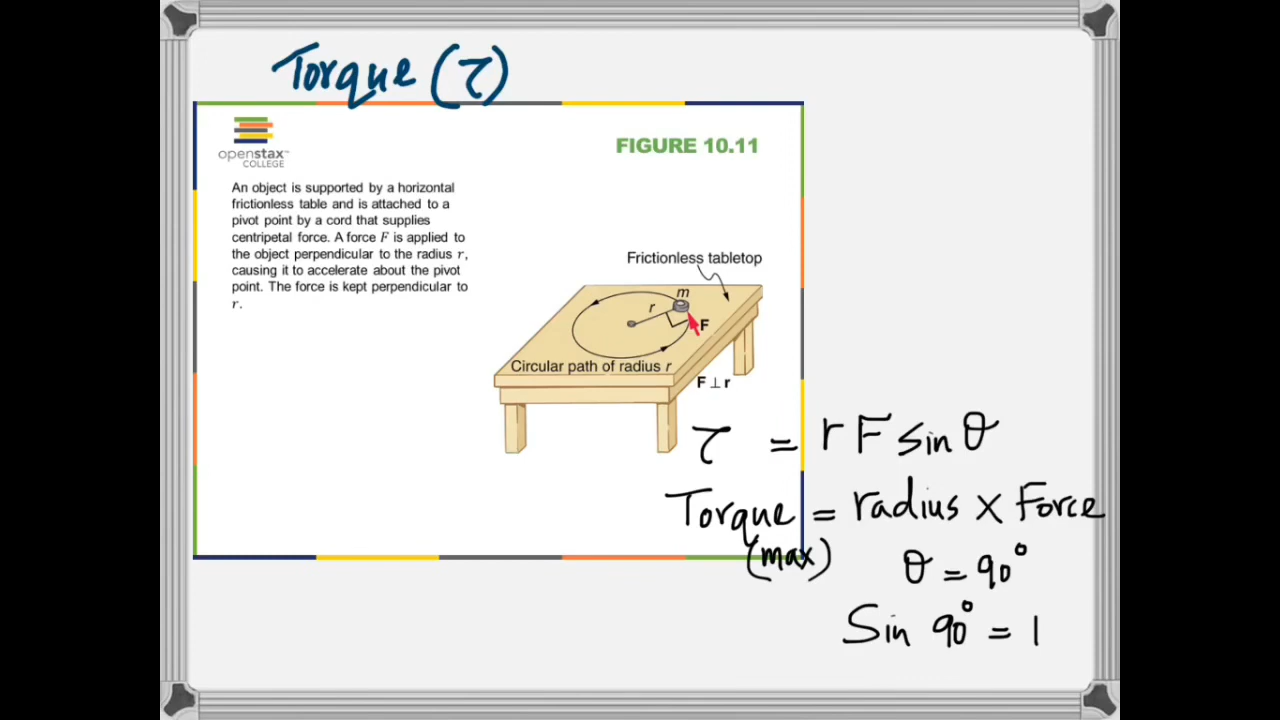 Torque (τ)
openstax™
COLLEGE
FIGURE 10.11
An object is supported by a horizontal
frictionless table and is attached to a
pivot point by a cord that supplies
centripetal force. A force F is applied to
the object perpendicular to the radius r,
causing it to accelerate about the pivot
point. The force is kept perpendicular to
r.
Frictionless tabletop
m
r
F
Circular path of radius r
F ⊥ r
τ = r F sin θ
Torque = radius × Force
(max)
θ = 90°
Sin 90° = 1